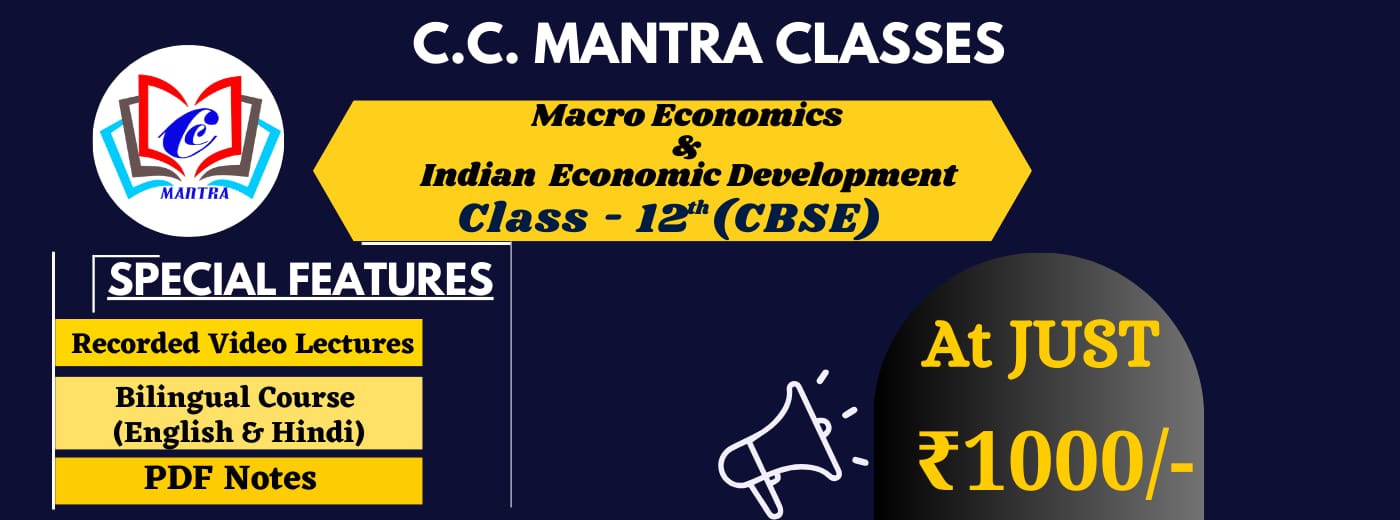 C.C. MANTRA CLASSES
Cc
MANTRA
Macro Economics
&
Indian Economic Development
Class - 12th (CBSE)
SPECIAL FEATURES
Recorded Video Lectures
Bilingual Course
(English & Hindi)
PDF Notes
At JUST
₹1000/-